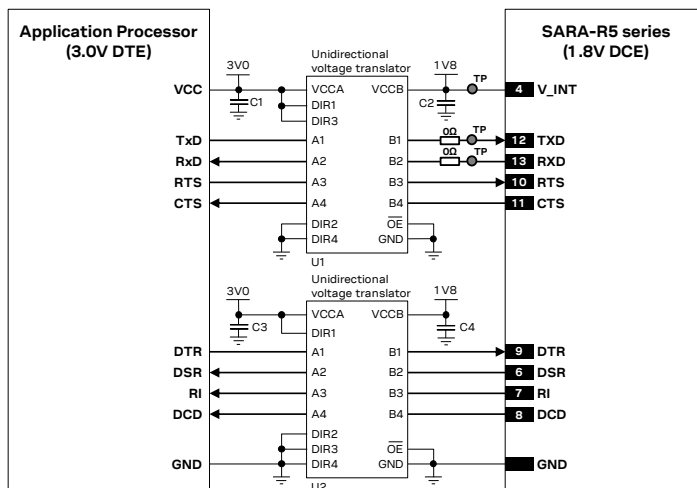 Application Processor
(3.0V DTE)
SARA-R5 series
(1.8V DCE)
Unidirectional
voltage translator
3V0
1V8
TP
VCC
C1
VCCA
VCCB
C2
4
V_INT
DIR1
DIR3
0Ω
TP
TxD
A1
B1
12
TXD
0Ω
TP
RxD
A2
B2
13
RXD
RTS
A3
B3
10
RTS
CTS
A4
B4
11
CTS
DIR2
OE
DIR4
GND
U1
Unidirectional
voltage translator
3V0
1V8
VCCA
VCCB
C3
C4
DIR1
DTR
A1
B1
9
DTR
DSR
A2
B2
6
DSR
RI
A3
B3
7
RI
DCD
A4
B4
8
DCD
DIR2
DIR3
OE
GND
DIR4
GND
GND
U2